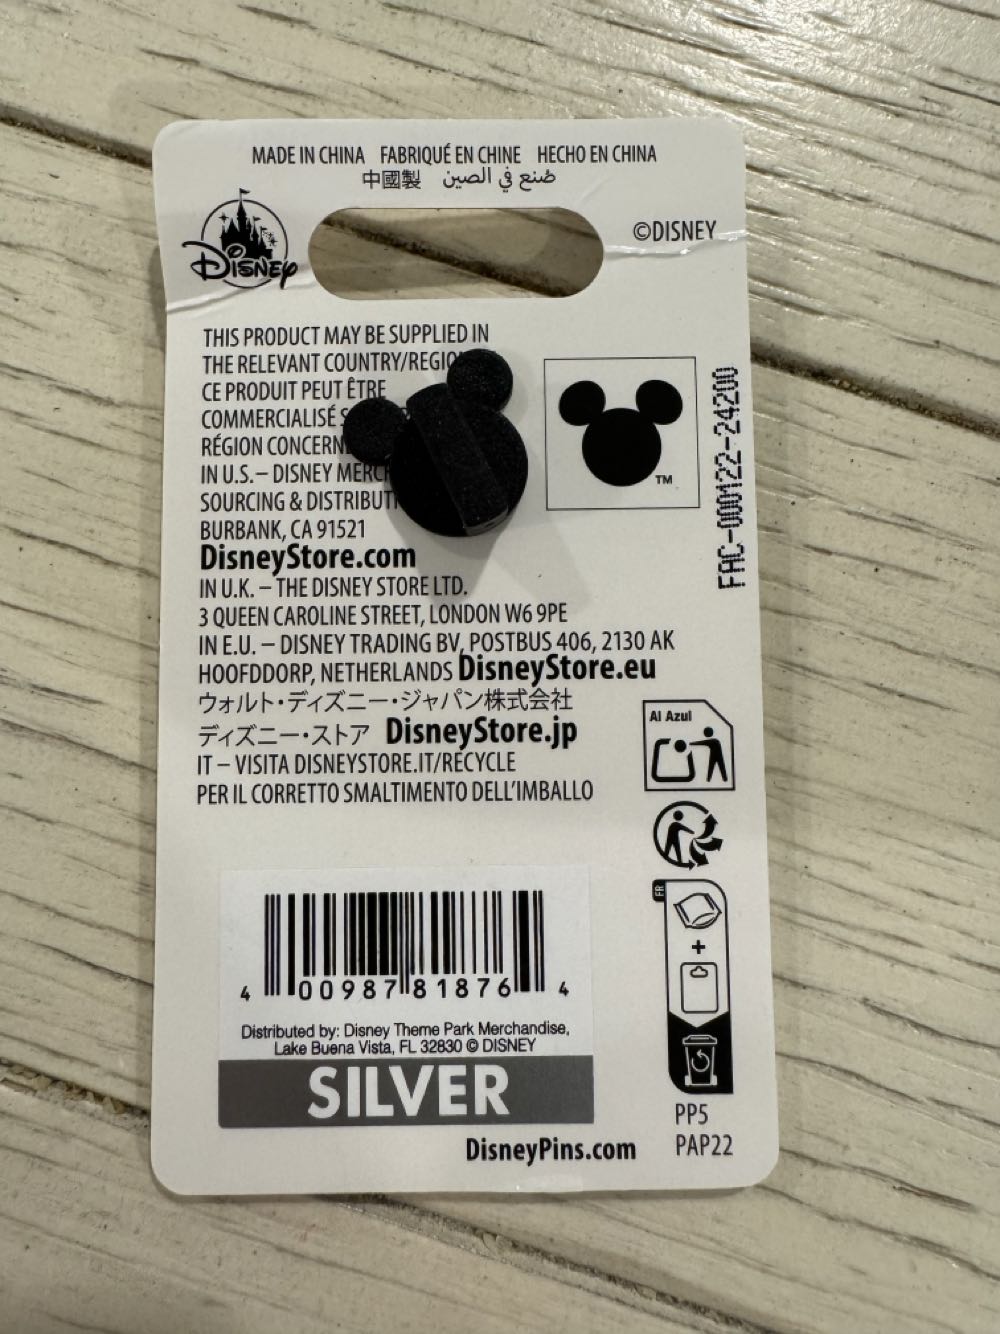 MADE IN CHINA FABRIQUÉ EN CHINE HECHO EN CHINA
中國製 صُنع في الصين
Disney
©DISNEY
THIS PRODUCT MAY BE SUPPLIED IN
THE RELEVANT COUNTRY/REGIO
CE PRODUIT PEUT ÊTRE
COMMERCIALISÉ
RÉGION CONCERN
IN U.S.– DISNEY MERCH
SOURCING & DISTRIBUTI
BURBANK, CA 91521
DisneyStore.com
IN U.K. – THE DISNEY STORE LTD.
3 QUEEN CAROLINE STREET, LONDON W6 9PE
IN E.U. – DISNEY TRADING BV, POSTBUS 406, 2130 AK
HOOFDDORP, NETHERLANDS DisneyStore.eu
ウォルト・ディズニー・ジャパン株式会社
ディズニー・ストア DisneyStore.jp
IT – VISITA DISNEYSTORE.IT/RECYCLE
PER IL CORRETTO SMALTIMENTO DELL'IMBALLO
TM
FAC-000122-24200
Al Azul
FR
+
4 00987 81876 4
Distributed by: Disney Theme Park Merchandise,
Lake Buena Vista, FL 32830 © DISNEY
SILVER
DisneyPins.com
PP5
PAP22